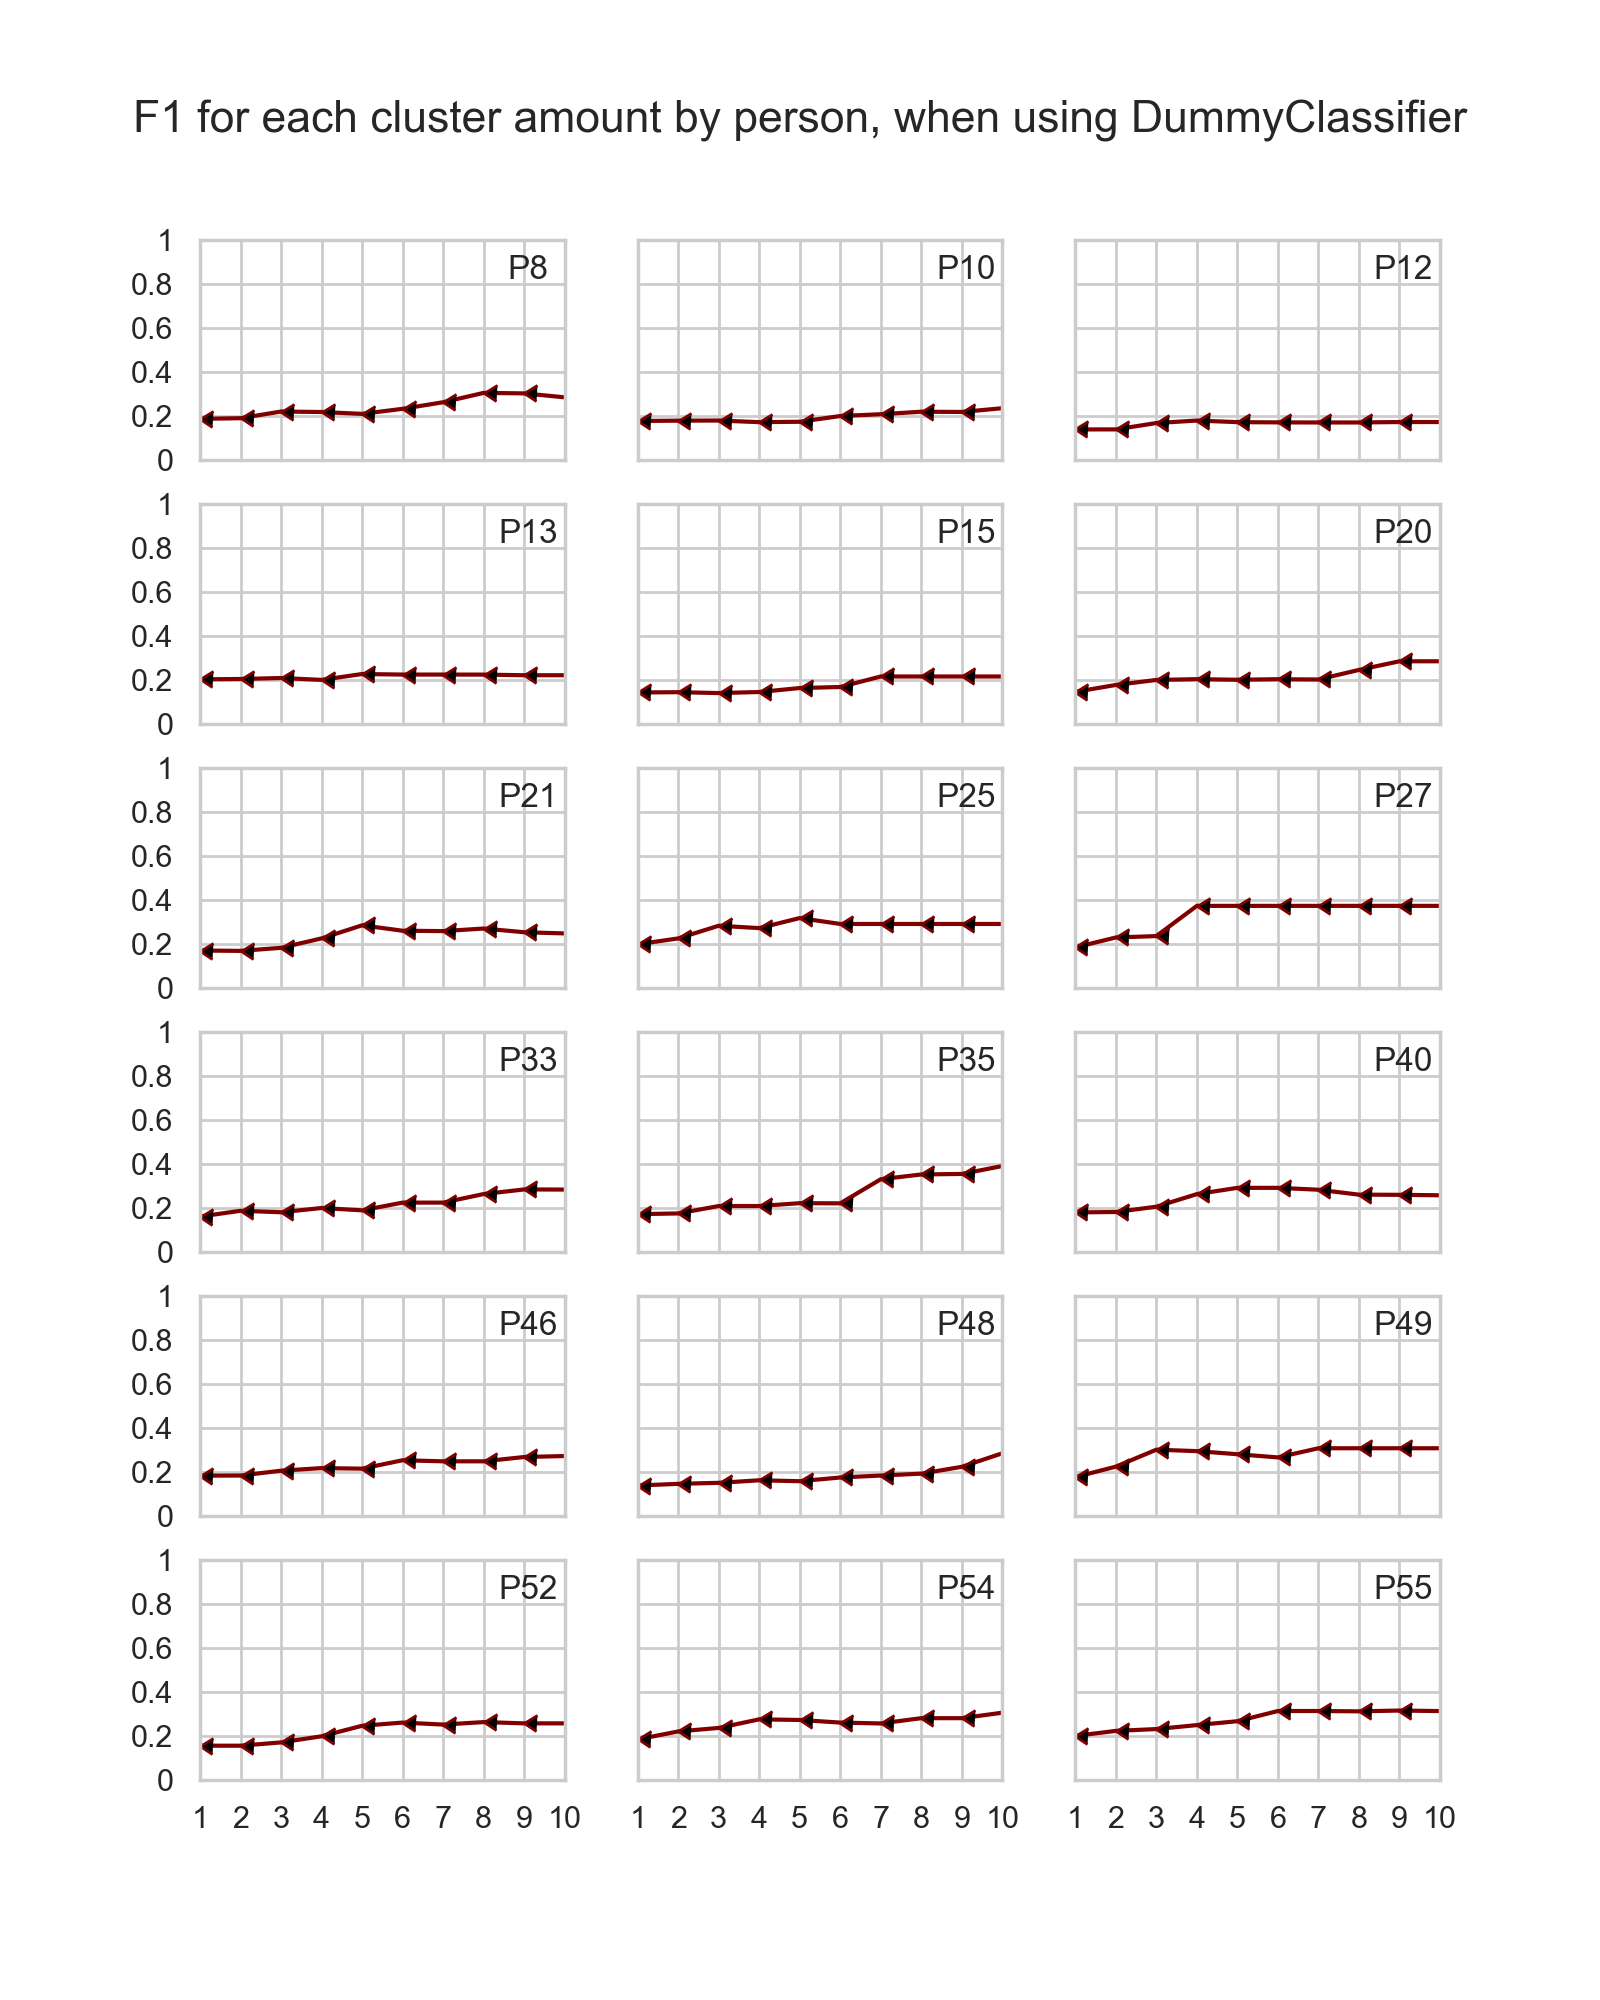 F1 for each cluster amount by person, when using DummyClassifier
1
0.8
0.6
0.4
0.2
0
P8
P10
P12
1
0.8
0.6
0.4
0.2
0
P13
P15
P20
1
0.8
0.6
0.4
0.2
0
P21
P25
P27
1
0.8
0.6
0.4
0.2
0
P33
P35
P40
1
0.8
0.6
0.4
0.2
0
P46
P48
P49
1
0.8
0.6
0.4
0.2
0
P52
P54
P55
1 2 3 4 5 6 7 8 9 10
1 2 3 4 5 6 7 8 9 10
1 2 3 4 5 6 7 8 9 10